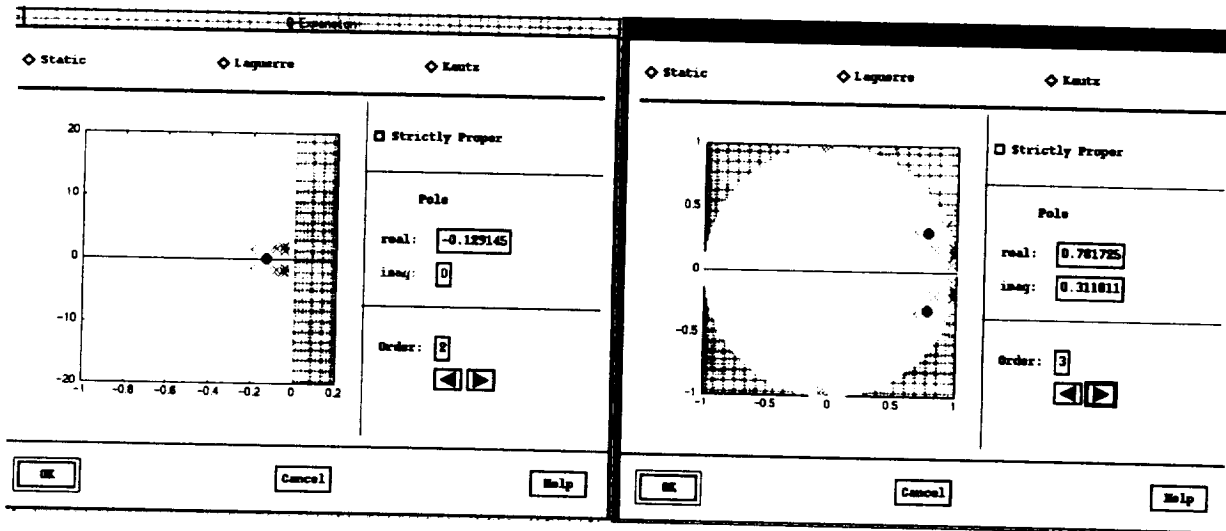 Q Expansion
Static
Laguerre
Kautz
20
10
0
-10
-20
-1
-0.8
-0.6
-0.4
-0.2
0
0.2
Strictly Proper
Pole
real: -0.129145
imag: 0
Order: 2
OK
Cancel
Help
Static
Laguerre
Kautz
1
0.5
0
-0.5
-1
-1
-0.5
0
0.5
1
Strictly Proper
Pole
real: 0.781725
imag: 0.311011
Order: 3
OK
Cancel
Help